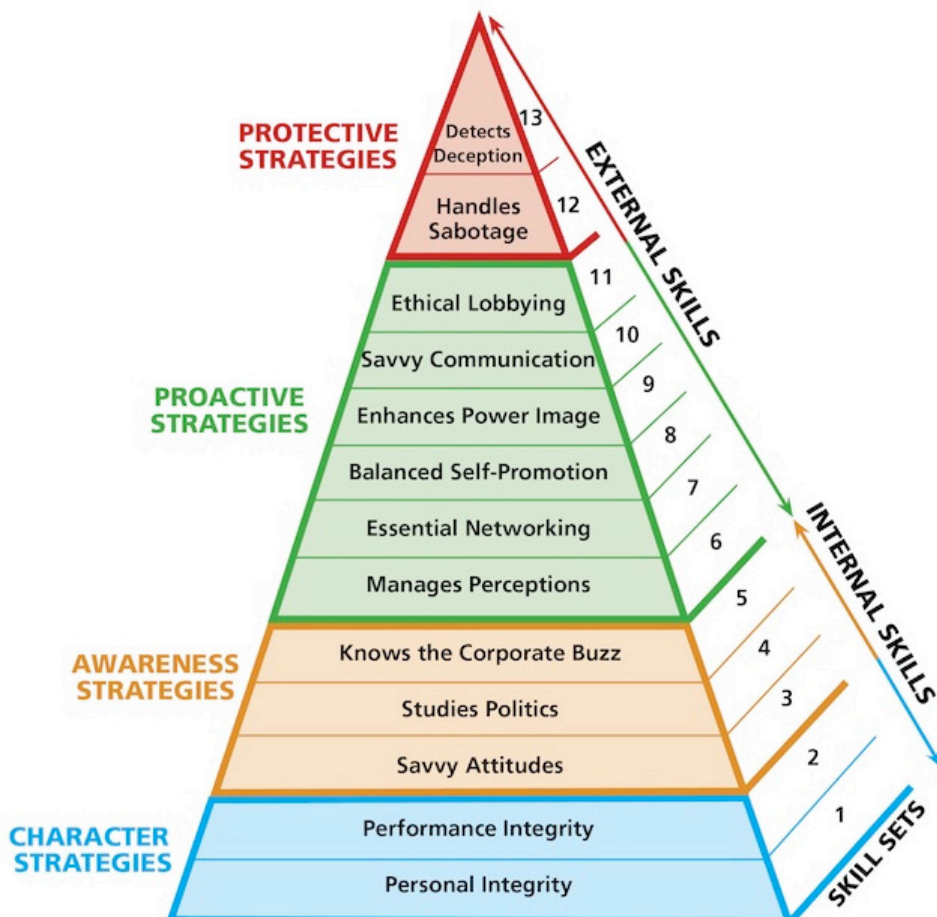 PROTECTIVE
STRATEGIES
13
Detects
Deception
12
Handles
Sabotage
EXTERNAL SKILLS
PROACTIVE
STRATEGIES
11
Ethical Lobbying
10
Savvy Communication
9
Enhances Power Image
8
Balanced Self-Promotion
7
Essential Networking
6
Manages Perceptions
INTERNAL SKILLS
AWARENESS
STRATEGIES
5
Knows the Corporate Buzz
4
Studies Politics
3
Savvy Attitudes
CHARACTER
STRATEGIES
2
Performance Integrity
1
Personal Integrity
SKILL SETS